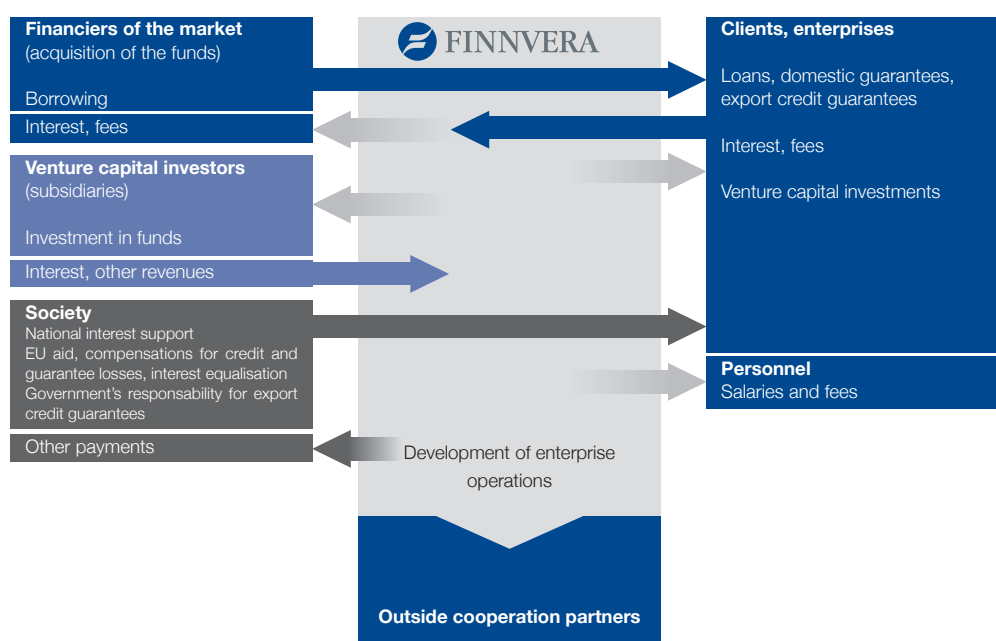 Financiers of the market
(acquisition of the funds)
Borrowing
Interest, fees
Venture capital investors
(subsidiaries)
Investment in funds
Interest, other revenues
Society
National interest support
EU aid, compensations for credit and
guarantee losses, interest equalisation
Government's responsability for export
credit guarantees
Other payments
FINNVERA
Development of enterprise
operations
Outside cooperation partners
Clients, enterprises
Loans, domestic guarantees,
export credit guarantees
Interest, fees
Venture capital investments
Personnel
Salaries and fees